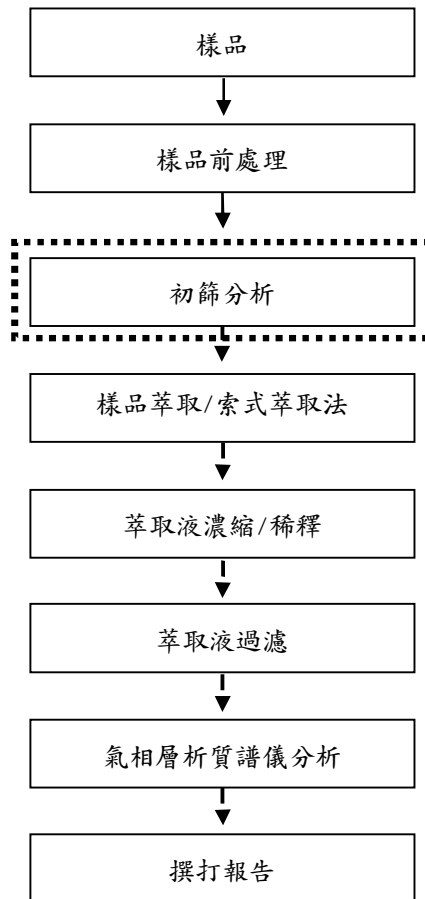 樣品
樣品前處理
初篩分析
樣品萃取/索式萃取法
萃取液濃縮/稀釋
萃取液過濾
氣相層析質譜儀分析
撰打報告